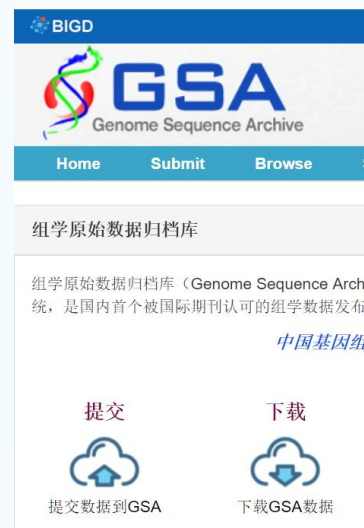 BIGD
GSA
Genome Sequence Archive
Home Submit Browse
组学原始数据归档库
组学原始数据归档库（Genome Sequence Arch
统，是国内首个被国际期刊认可的组学数据发布
中国基因组
提交 下载
提交数据到GSA 下载GSA数据